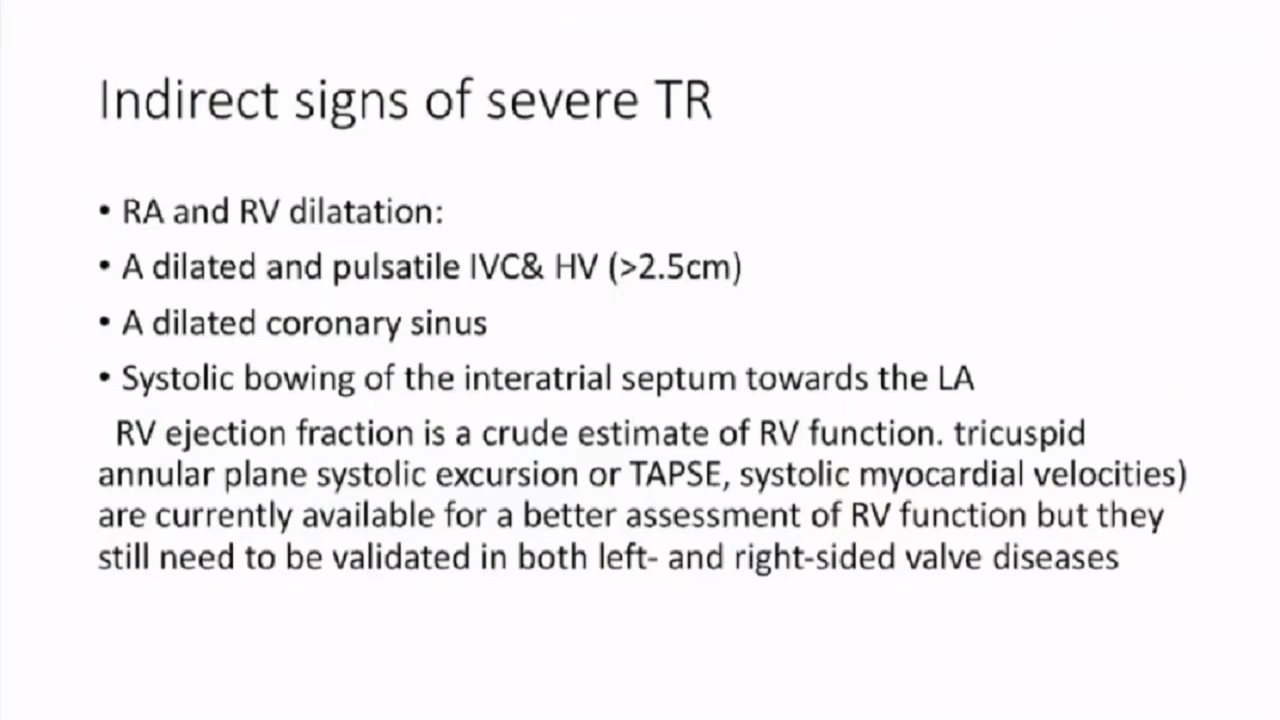 Indirect signs of severe TR
• RA and RV dilatation:
• A dilated and pulsatile IVC& HV (>2.5cm)
• A dilated coronary sinus
• Systolic bowing of the interatrial septum towards the LA
RV ejection fraction is a crude estimate of RV function. tricuspid
annular plane systolic excursion or TAPSE, systolic myocardial velocities)
are currently available for a better assessment of RV function but they
still need to be validated in both left- and right-sided valve diseases